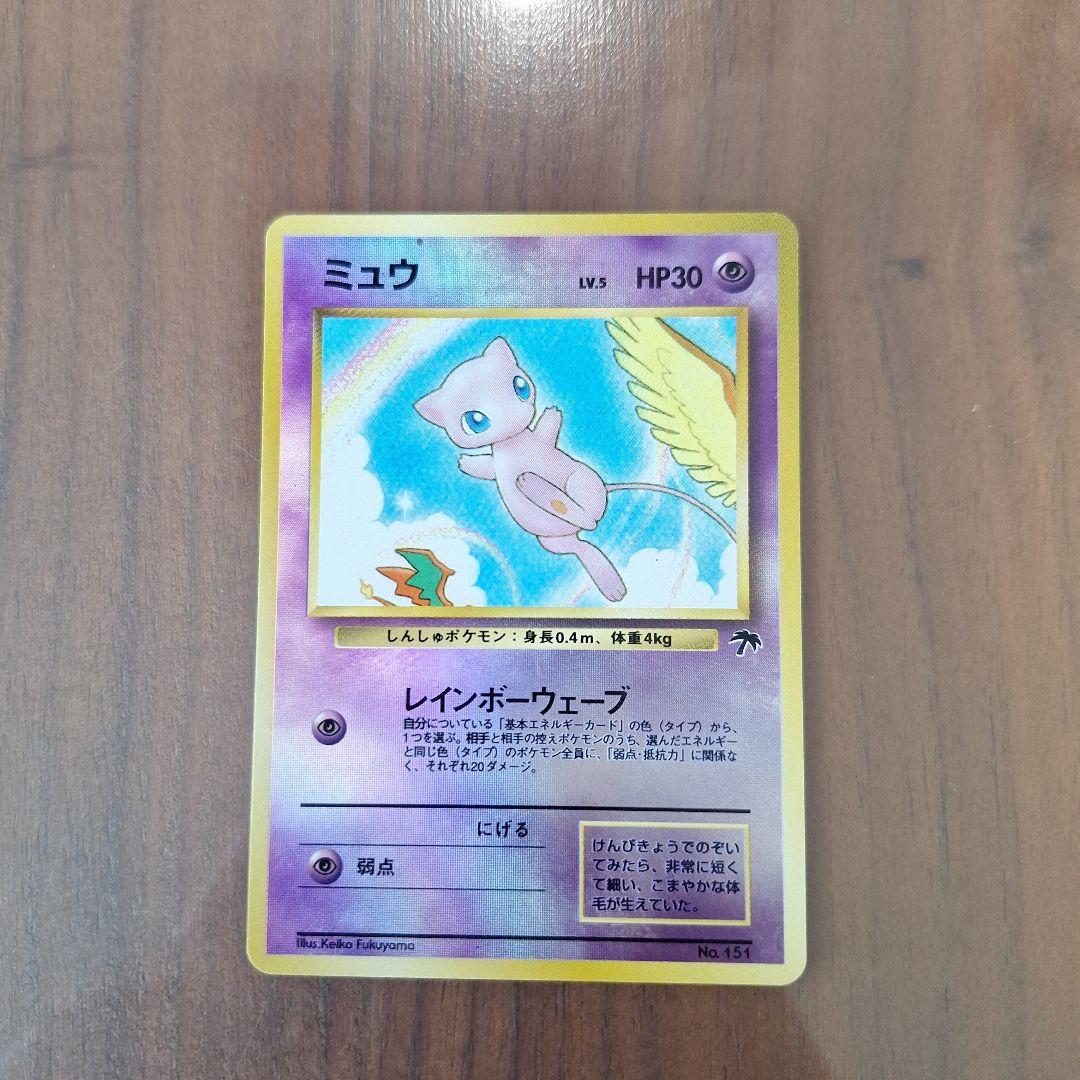 ミュウ LV.5 HP30
しんしゅポケモン：身長0.4m、体重4kg
レインボーウェーブ
自分についている「基本エネルギーカード」の色（タイプ）から、
1つを選ぶ。相手と相手の控えポケモンのうち、選んだエネルギー
と同じ色（タイプ）のポケモン全員に、「弱点・抵抗力」に関係な
く、それぞれ20ダメージ。
にげる
弱点
けんびきょうでのぞい
てみたら、非常に短く
て細い、こまやかな体
毛が生えていた。
Illus.Keiko Fukuyama
No. 151